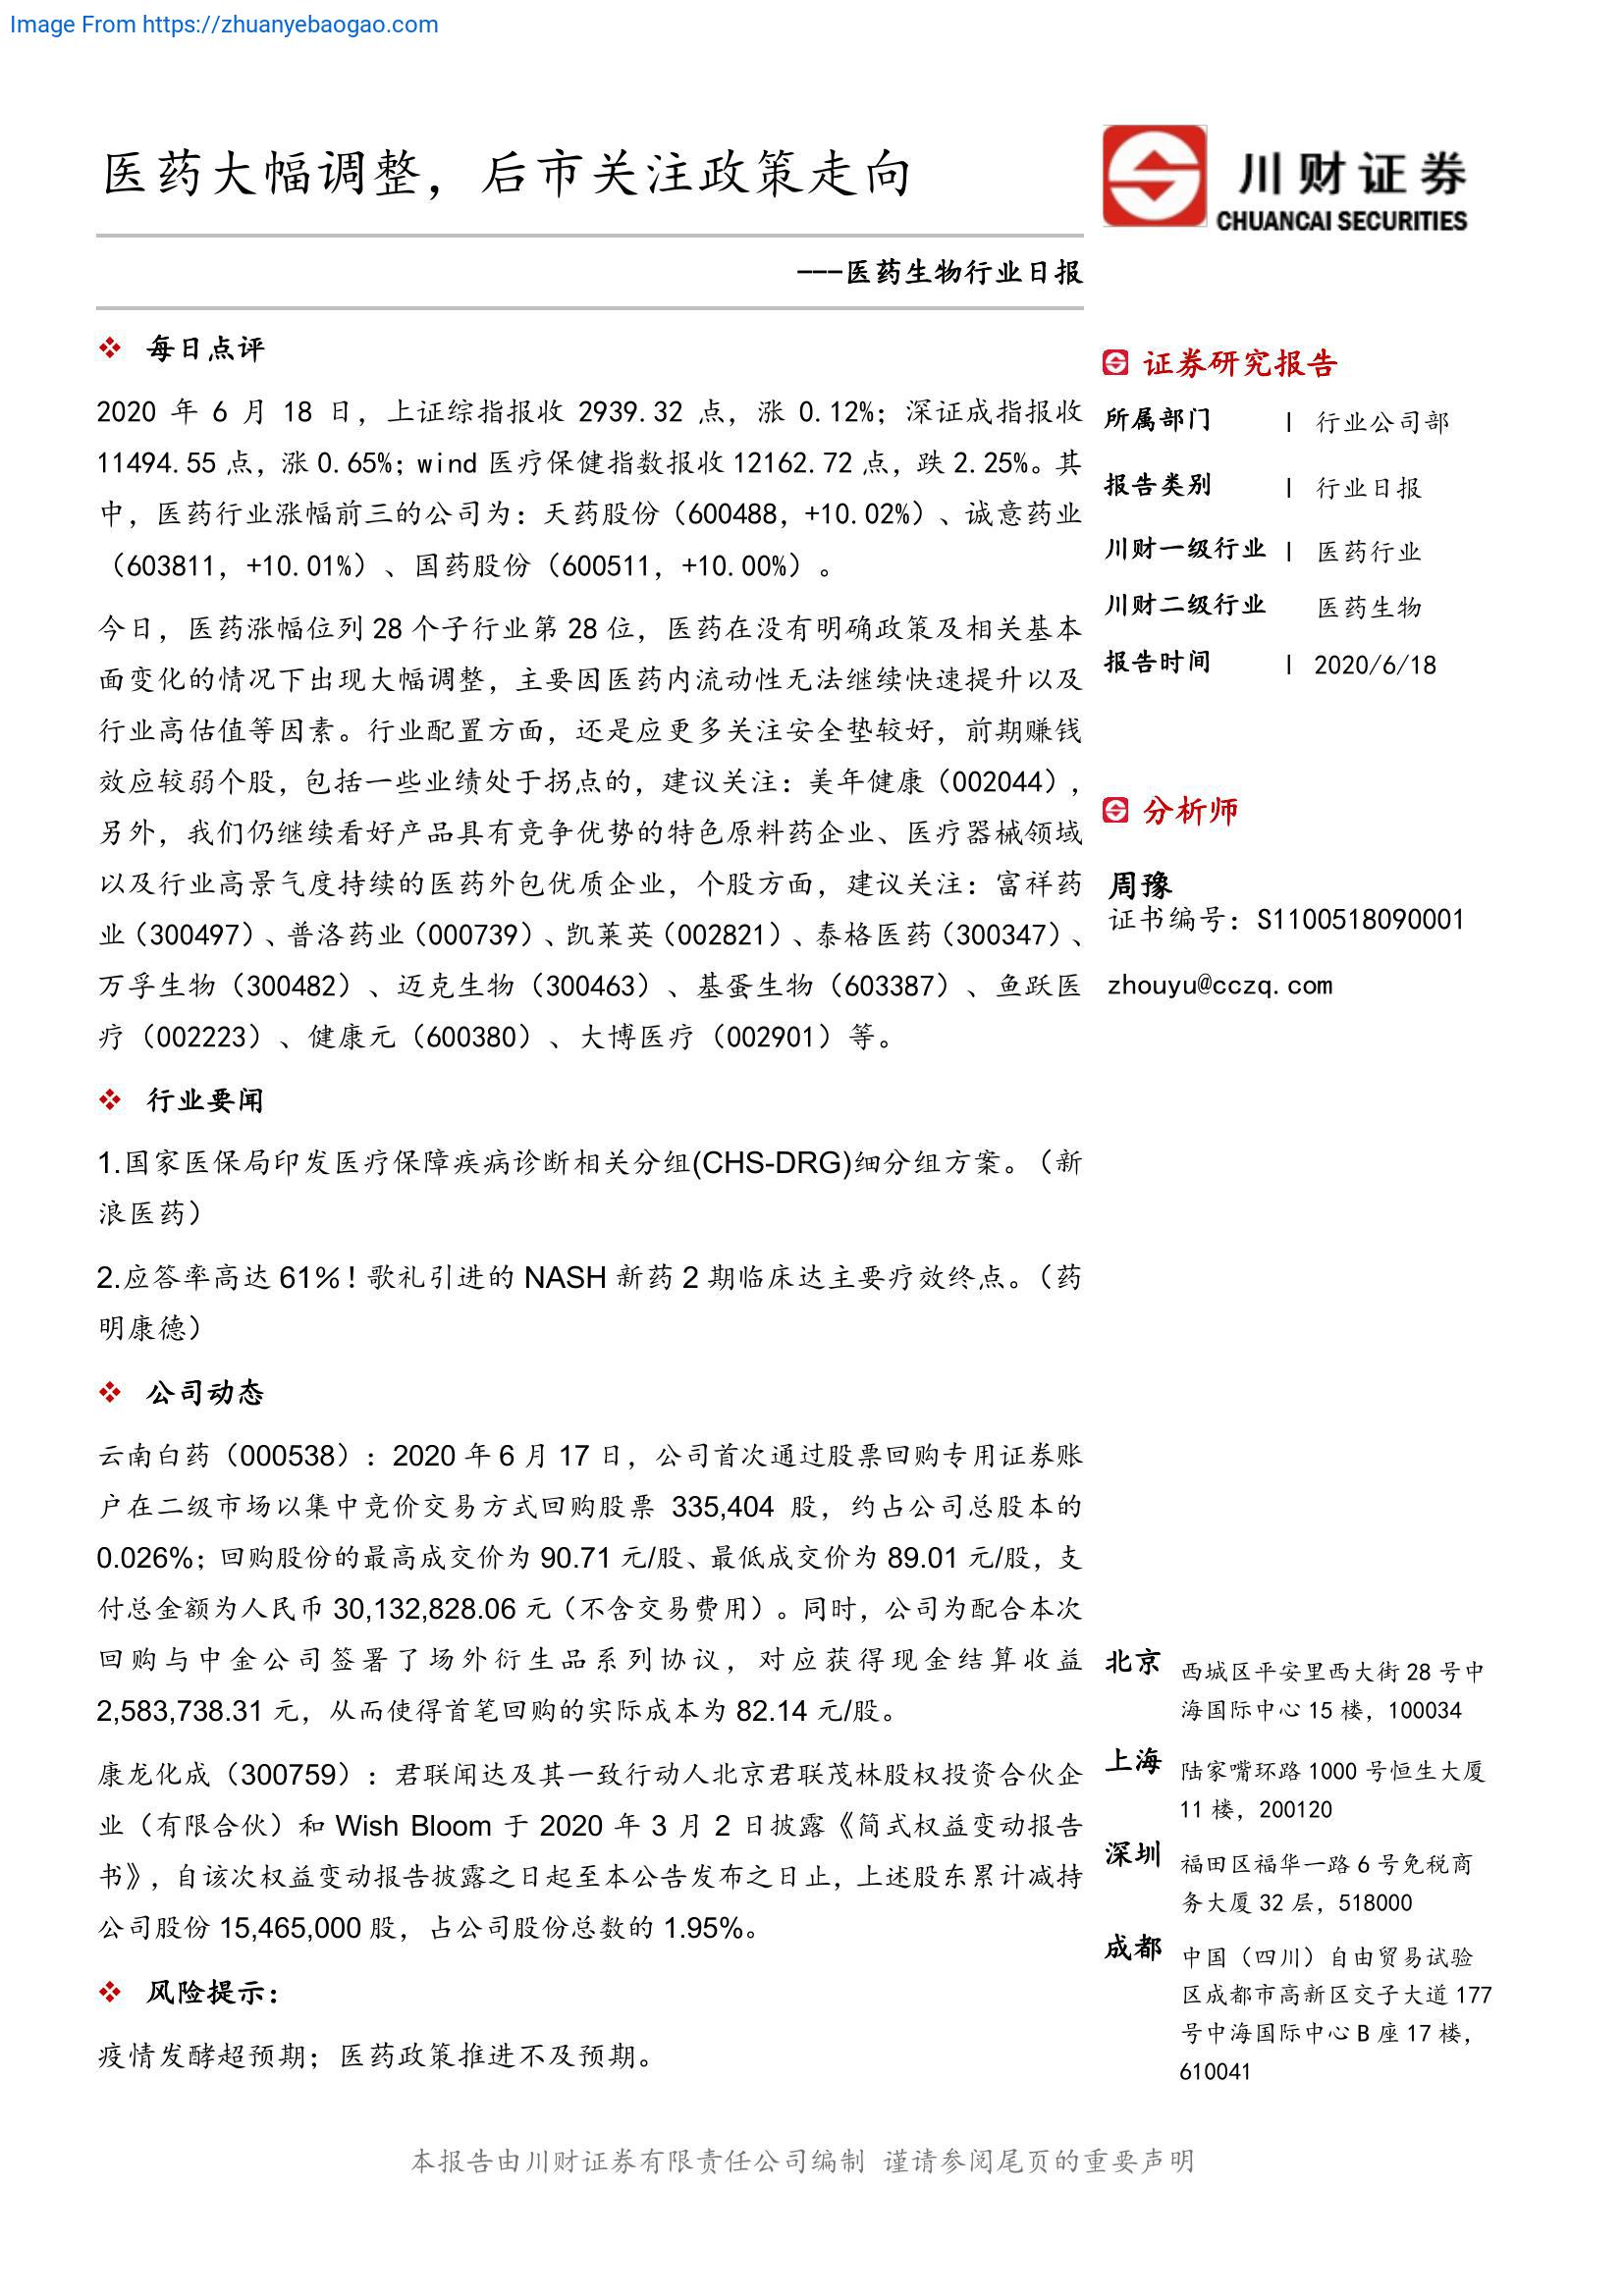 Image From https://zhuanyebaogao.com
医药大幅调整，后市关注政策走向
川财证券
CHUANCAI SECURITIES
---医药生物行业日报
每日点评
2020 年 6 月 18 日，上证综指报收 2939.32 点，涨 0.12%；深证成指报收
11494.55 点，涨 0.65%；wind 医疗保健指数报收 12162.72 点，跌 2.25%。其
中，医药行业涨幅前三的公司为：天药股份（600488，+10.02%）、诚意药业
（603811，+10.01%）、国药股份（600511，+10.00%）。
今日，医药涨幅位列 28 个子行业第 28 位，医药在没有明确政策及相关基本
面变化的情况下出现大幅调整，主要因医药内流动性无法继续快速提升以及
行业高估值等因素。行业配置方面，还是应更多关注安全垫较好，前期赚钱
效应较弱个股，包括一些业绩处于拐点的，建议关注：美年健康（002044），
另外，我们仍继续看好产品具有竞争优势的特色原料药企业、医疗器械领域
以及行业高景气度持续的医药外包优质企业，个股方面，建议关注：富祥药
业（300497）、普洛药业（000739）、凯莱英（002821）、泰格医药（300347）、
万孚生物（300482）、迈克生物（300463）、基蛋生物（603387）、鱼跃医
疗（002223）、健康元（600380）、大博医疗（002901）等。
行业要闻
1.国家医保局印发医疗保障疾病诊断相关分组(CHS-DRG)细分组方案。（新
浪医药）
2.应答率高达 61%！歌礼引进的 NASH 新药 2 期临床达主要疗效终点。（药
明康德）
公司动态
云南白药（000538）：2020 年 6 月 17 日，公司首次通过股票回购专用证券账
户在二级市场以集中竞价交易方式回购股票 335,404 股，约占公司总股本的
0.026%；回购股份的最高成交价为 90.71 元/股、最低成交价为 89.01 元/股，支
付总金额为人民币 30,132,828.06 元（不含交易费用）。同时，公司为配合本次
回购与中金公司签署了场外衍生品系列协议，对应获得现金结算收益
2,583,738.31 元，从而使得首笔回购的实际成本为 82.14 元/股。
康龙化成（300759）：君联闻达及其一致行动人北京君联茂林股权投资合伙企
业（有限合伙）和 Wish Bloom 于 2020 年 3 月 2 日披露《简式权益变动报告
书》，自该次权益变动报告披露之日起至本公告发布之日止，上述股东累计减持
公司股份 15,465,000 股，占公司股份总数的 1.95%。
风险提示：
疫情发酵超预期；医药政策推进不及预期。
证券研究报告
所属部门 | 行业公司部
报告类别 | 行业日报
川财一级行业 | 医药行业
川财二级行业 医药生物
报告时间 | 2020/6/18
分析师
周豫
证书编号：S1100518090001
zhouyu@cczq.com
北京 西城区平安里西大街 28 号中
海国际中心 15 楼，100034
上海 陆家嘴环路 1000 号恒生大厦
11 楼，200120
深圳 福田区福华一路 6 号免税商
务大厦 32 层，518000
成都 中国（四川）自由贸易试验
区成都市高新区交子大道 177
号中海国际中心 B 座 17 楼，
610041
本报告由川财证券有限责任公司编制 谨请参阅尾页的重要声明